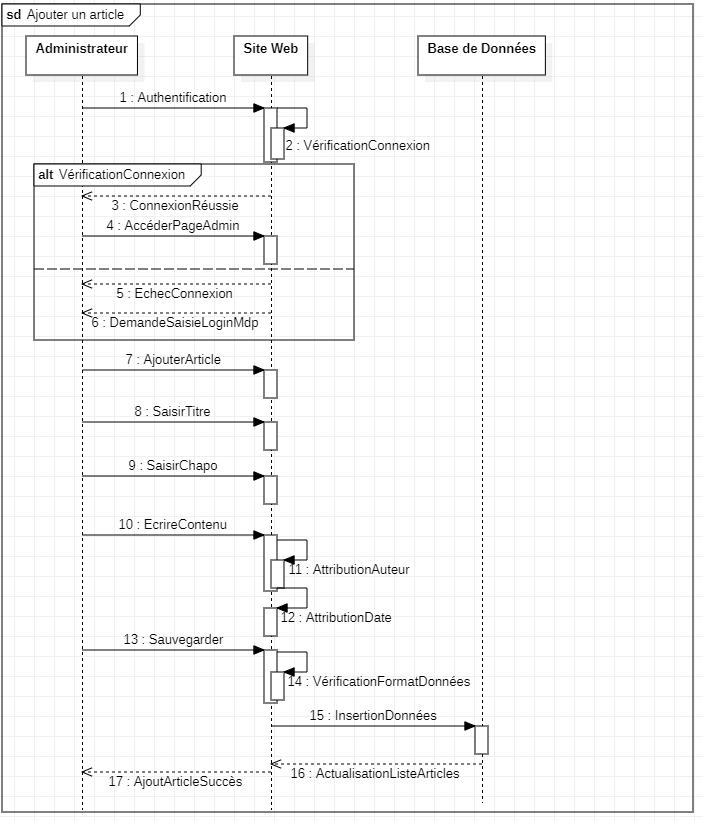 sd Ajouter un article
Administrateur
Site Web
Base de Données
1 : Authentification
2 : VérificationConnexion
alt VérificationConnexion
3 : ConnexionRéussie
4 : AccéderPageAdmin
5 : EchecConnexion
6 : DemandeSaisieLoginMdp
7 : AjouterArticle
8 : SaisirTitre
9 : SaisirChapo
10 : EcrireContenu
11 : AttributionAuteur
12 : AttributionDate
13 : Sauvegarder
14 : VérificationFormatDonnées
15 : InsertionDonnées
16 : ActualisationListeArticles
17 : AjoutArticleSuccès